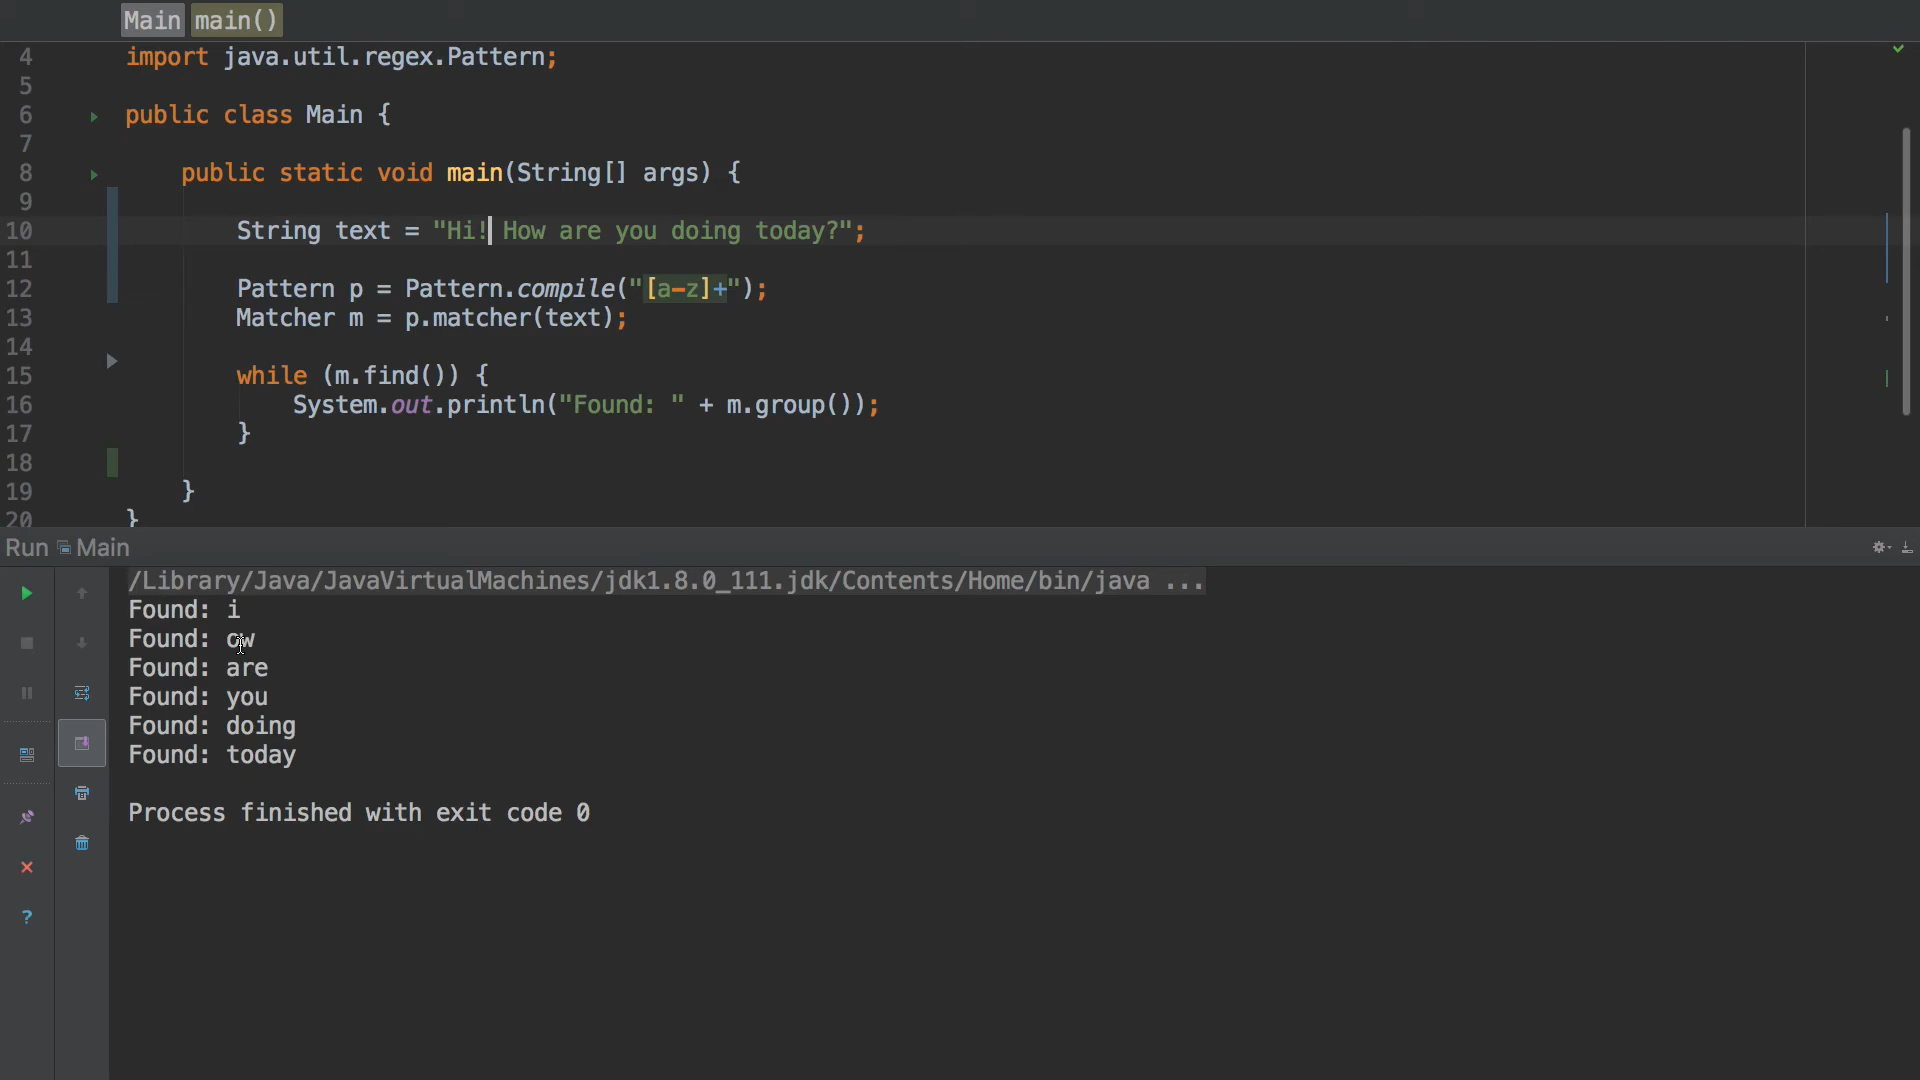 Main main()
4 import java.util.regex.Pattern;
5
6 public class Main {
7
8 public static void main(String[] args) {
9
10 String text = "Hi! How are you doing today?";
11
12 Pattern p = Pattern.compile("[a-z]+");
13 Matcher m = p.matcher(text);
14
15 while (m.find()) {
16 System.out.println("Found: " + m.group());
17 }
18
19 }
20 }
Run Main
/Library/Java/JavaVirtualMachines/jdk1.8.0_111.jdk/Contents/Home/bin/java ...
Found: i
Found: ow
Found: are
Found: you
Found: doing
Found: today
Process finished with exit code 0